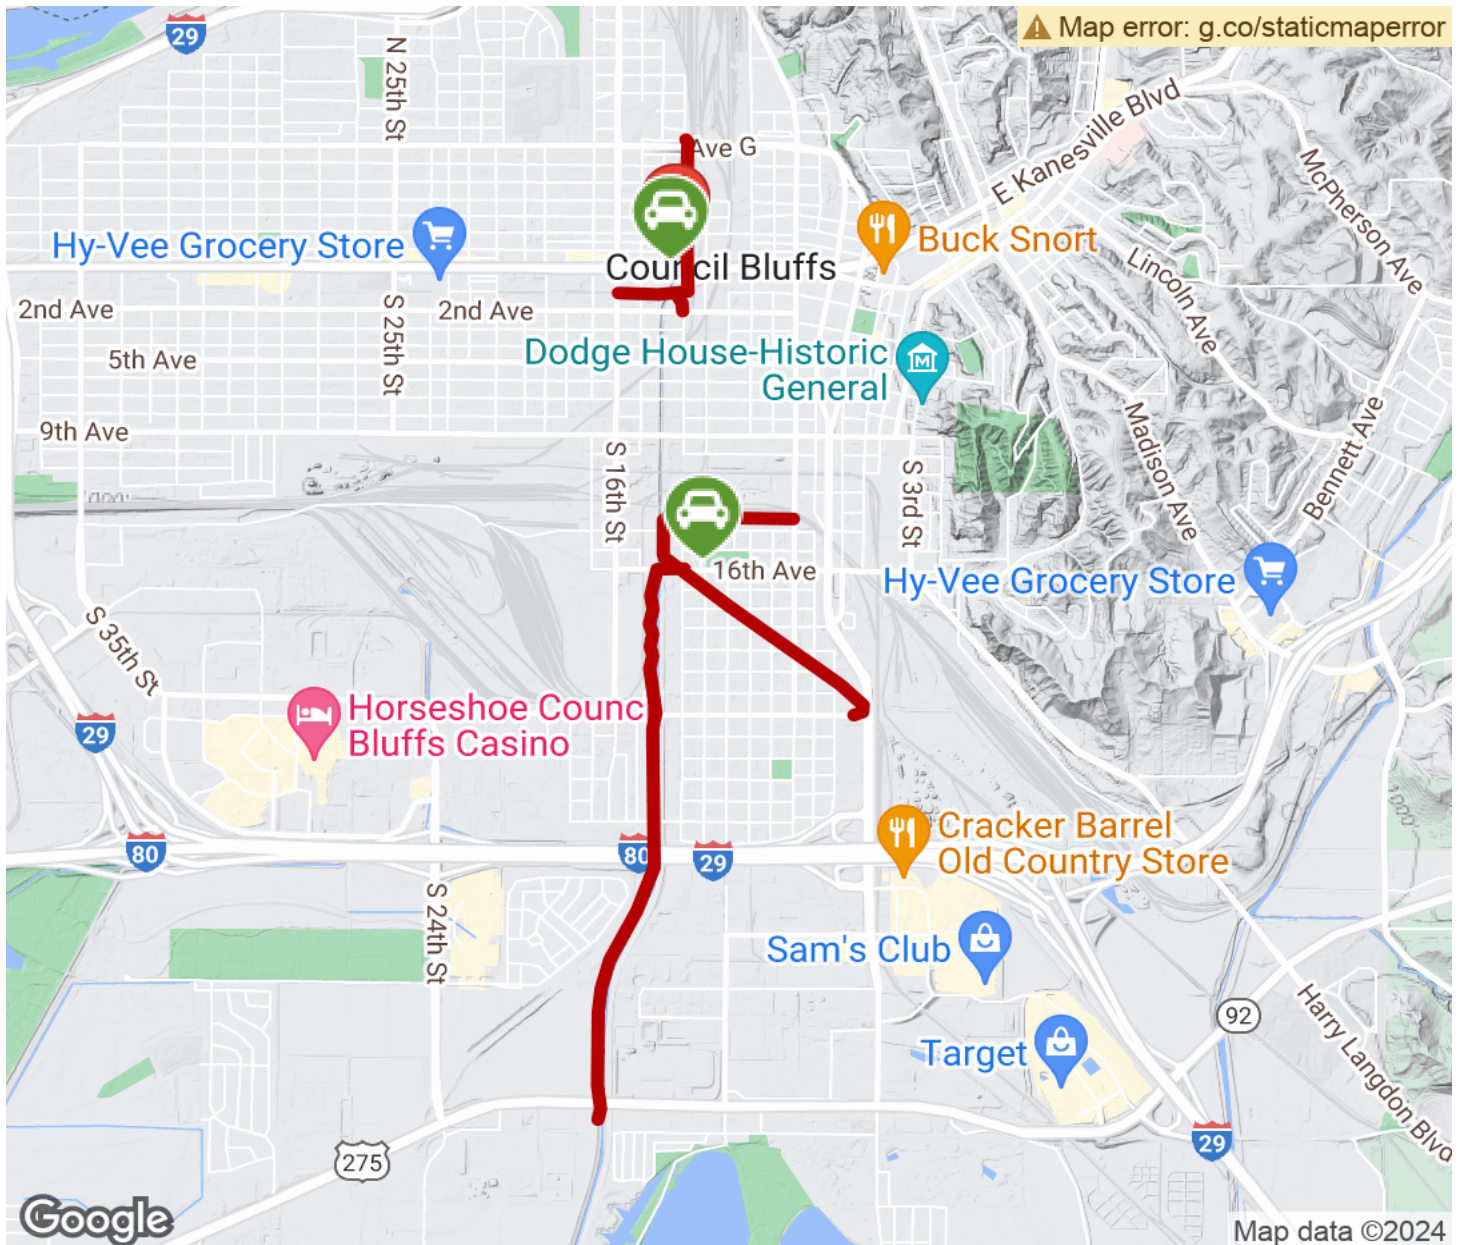 29
N 25th St
Map error: g.co/staticmaperror
Ave G
E Kanesville Blvd
McPherson Ave
Hy-Vee Grocery Store
Buck Snort
Council Bluffs
Lincoln Ave
2nd Ave
S 25th St
2nd Ave
5th Ave
Dodge House-Historic
General
M
9th Ave
Madison Ave
Bennett Ave
S 16th St
S 3rd St
16th Ave
Hy-Vee Grocery Store
S 35th St
29
Horseshoe Counc
Bluffs Casino
80
80
29
Cracker Barrel
Old Country Store
S 24th St
Sam's Club
92
Harry Langdon Blvd
Target
275
29
Google
Map data ©2024